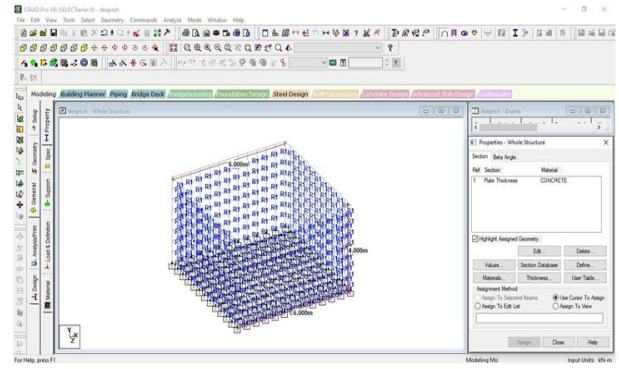 STAAD.Pro V8i (SELECTseries 6) - deepesh
File Edit View Tools Select Geometry Commands Analyze Mode Window Help
Modeling Building Planner Piping Bridge Deck Postprocessing Foundation Design Steel Design Concrete Design Advanced Slab Design Earthquake
Setup
Geometry
General
Analysis/Print
Design
Property
Spec
Support
Load & Definition
Material
deepesh - Whole Structure
6.000m
4.000m
6.000m
Y
X
Z
deepesh - Beams
Properties - Whole Structure
Section Beta Angle
Ref Section Material
1 Plate Thickness CONCRETE
Highlight Assigned Geometry
Edit... Delete...
Values... Section Database Define...
Materials... Thickness... User Table...
Assignment Method
Assign To Selected Beams Use Cursor To Assign
Assign To Edit List Assign To View
Assign Close Help
For Help, press F1 Modeling Mo Input Units: kN-m